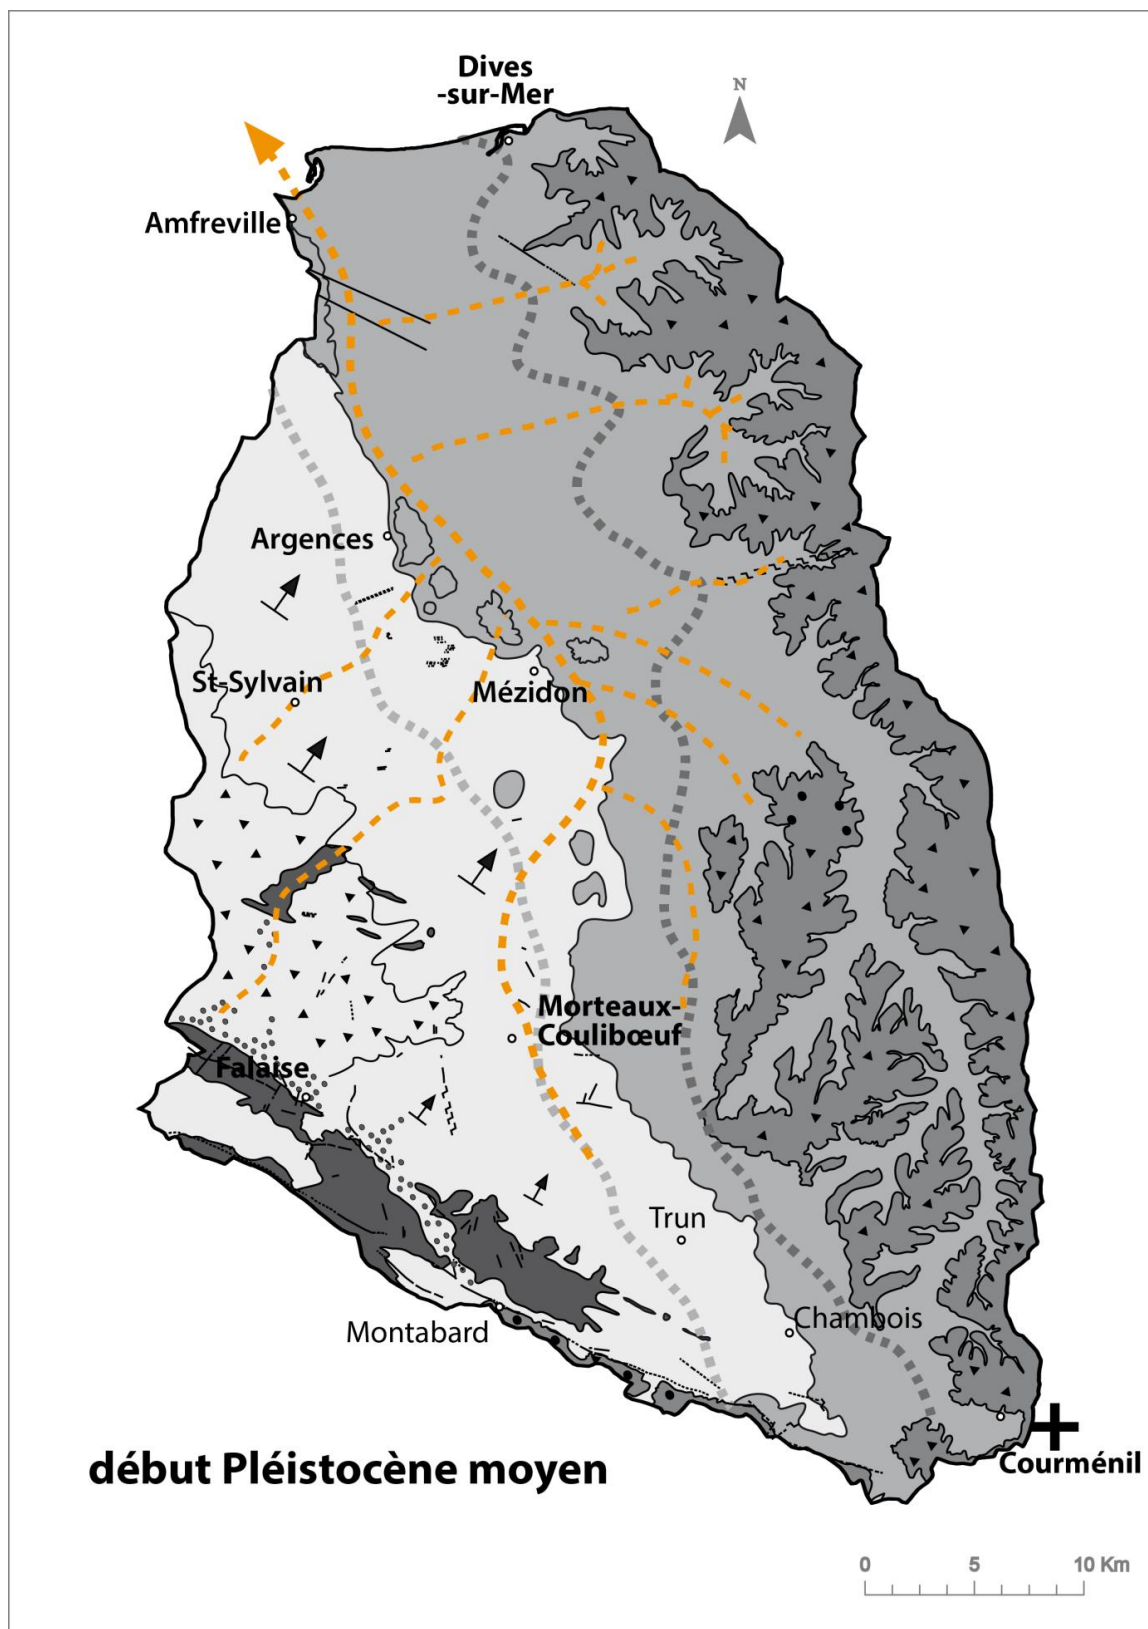 Dives
-sur-Mer
N
Amfreville
Argences
St-Sylvain
Mézidon
Morteaux-
Coulibœuf
Falaise
Trun
Chambois
Montabard
Courménil
début Pléistocène moyen
0 5 10 Km